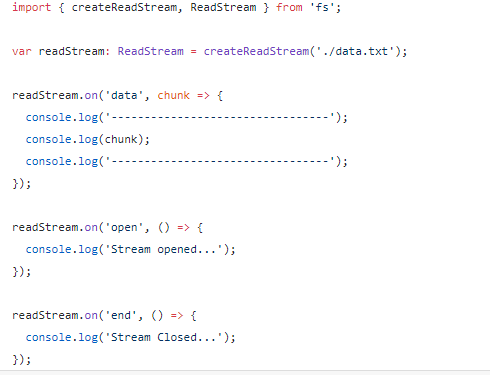 import { createReadStream, ReadStream } from 'fs';
var readStream: ReadStream = createReadStream('./data.txt');
readStream.on('data', chunk => {
console.log('---------------------------------');
console.log(chunk);
console.log('---------------------------------');
});
readStream.on('open', () => {
console.log('Stream opened...');
});
readStream.on('end', () => {
console.log('Stream Closed...');
});